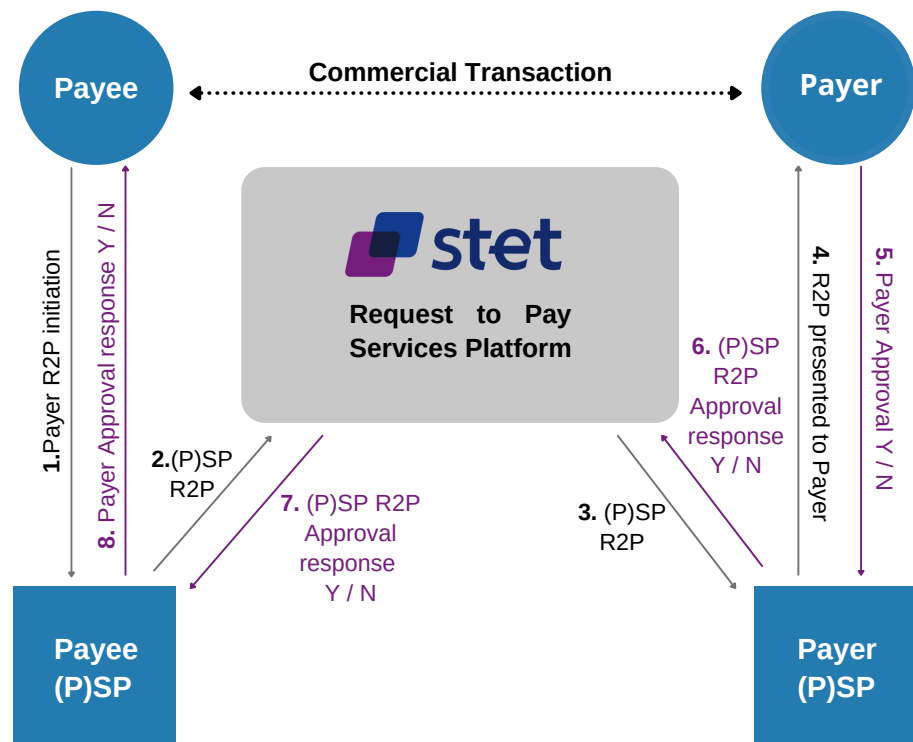 Payee
Commercial Transaction
Payer
stet
Request to Pay
Services Platform
1.Payer R2P initiation
8. Payer Approval response Y / N
2.(P)SP
R2P
7. (P)SP R2P
Approval
response
Y / N
3. (P)SP
R2P
6. (P)SP
R2P
Approval
response
Y / N
4. R2P presented to Payer
5. Payer Approval Y / N
Payee
(P)SP
Payer
(P)SP